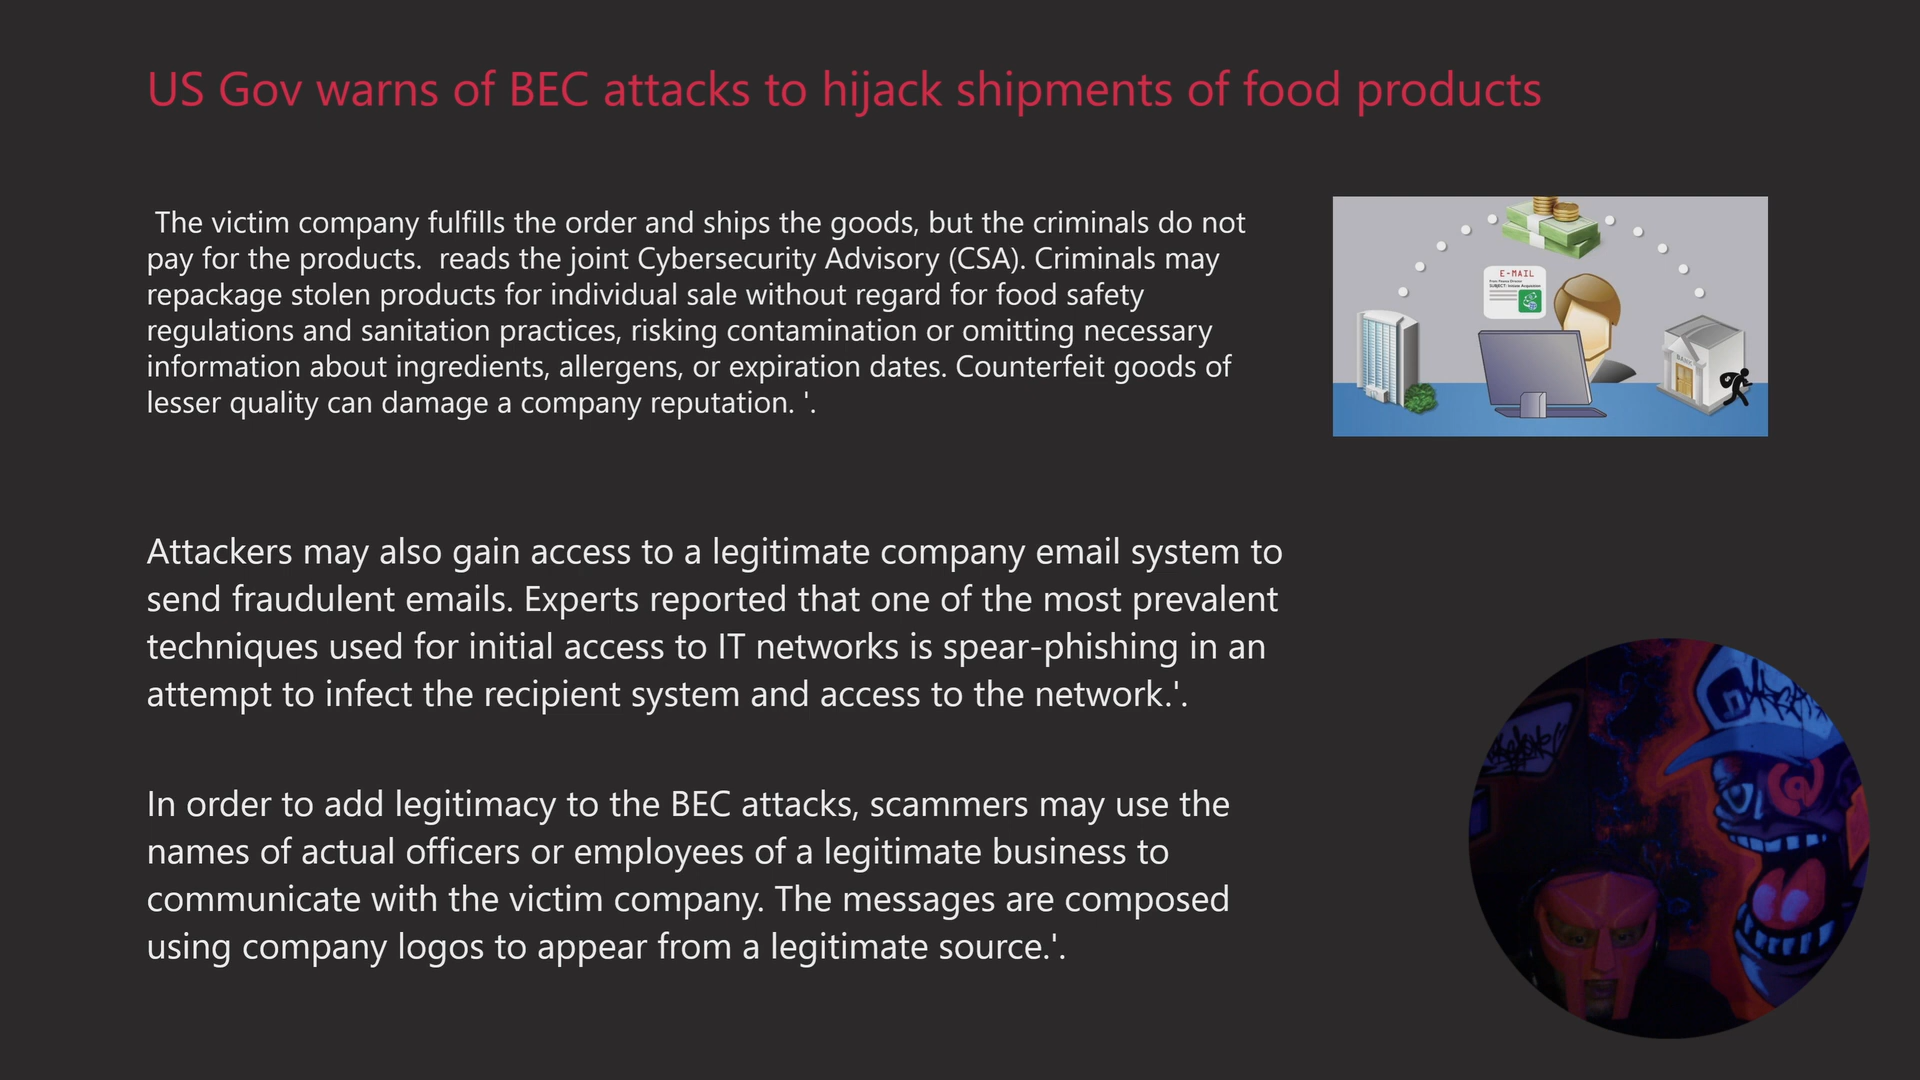 US Gov warns of BEC attacks to hijack shipments of food products
The victim company fulfills the order and ships the goods, but the criminals do not
pay for the products.  reads the joint Cybersecurity Advisory (CSA). Criminals may
repackage stolen products for individual sale without regard for food safety
regulations and sanitation practices, risking contamination or omitting necessary
information about ingredients, allergens, or expiration dates. Counterfeit goods of
lesser quality can damage a company reputation. '.
E-MAIL
BANK
Attackers may also gain access to a legitimate company email system to
send fraudulent emails. Experts reported that one of the most prevalent
techniques used for initial access to IT networks is spear-phishing in an
attempt to infect the recipient system and access to the network.'.
In order to add legitimacy to the BEC attacks, scammers may use the
names of actual officers or employees of a legitimate business to
communicate with the victim company. The messages are composed
using company logos to appear from a legitimate source.'.